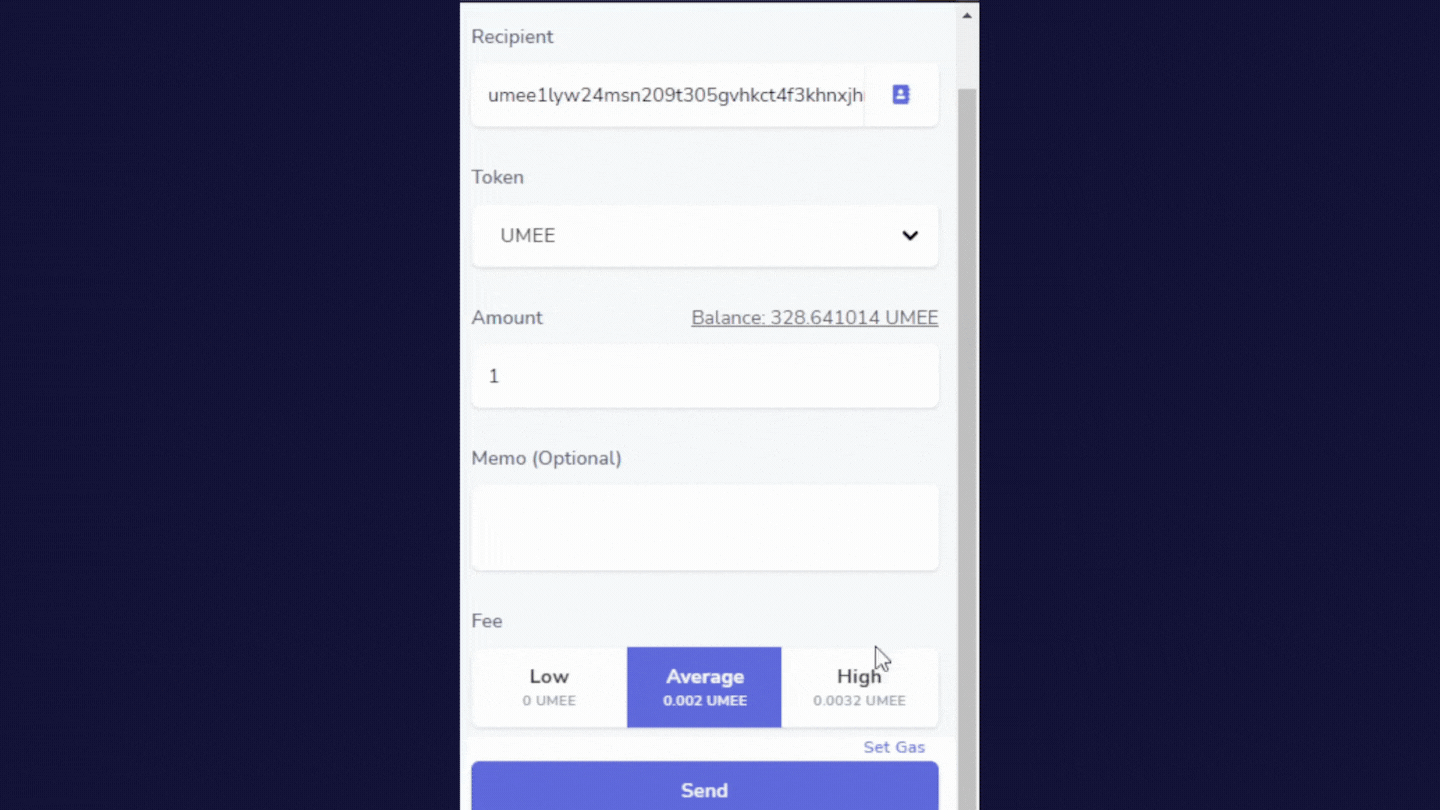 Recipient
umee1lyw24msn209t305gvhkct4f3khnxjh
Token
UMEE
Amount
Balance: 328.641014 UMEE
1
Memo (Optional)
Fee
Low
0 UMEE
Average
0.002 UMEE
High
0.0032 UMEE
Set Gas
Send